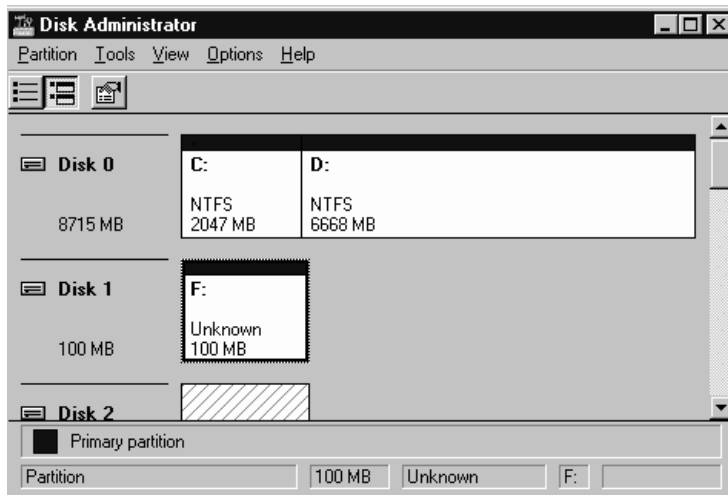 Disk Administrator
Partition Tools View Options Help
Disk 0 C: D:
NTFS NTFS
8715 MB 2047 MB 6668 MB
Disk 1 F:
Unknown
100 MB 100 MB
Disk 2
Primary partition
Partition 100 MB Unknown F: